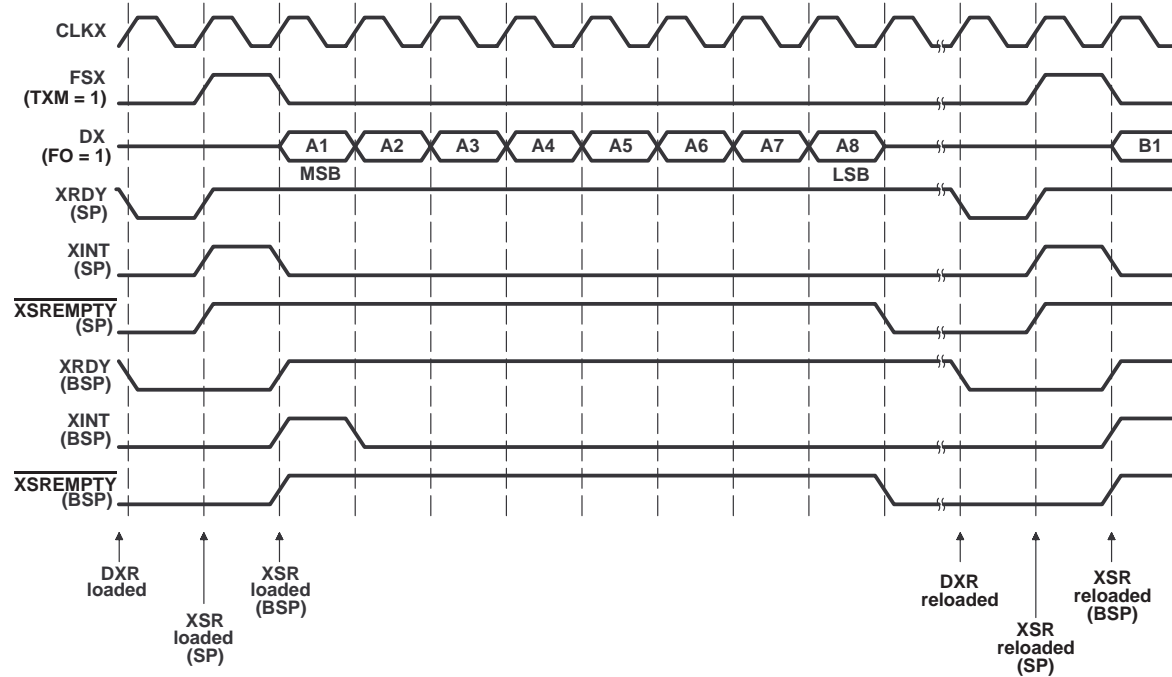 CLKX
FSX
(TXM = 1)
DX
(FO = 1)
A1
A2
A3
A4
A5
A6
A7
A8
B1
MSB
LSB
XRDY
(SP)
XINT
(SP)
XSREMPTY
(SP)
XRDY
(BSP)
XINT
(BSP)
XSREMPTY
(BSP)
DXR
loaded
XSR
loaded
(SP)
XSR
loaded
(BSP)
DXR
reloaded
XSR
reloaded
(SP)
XSR
reloaded
(BSP)